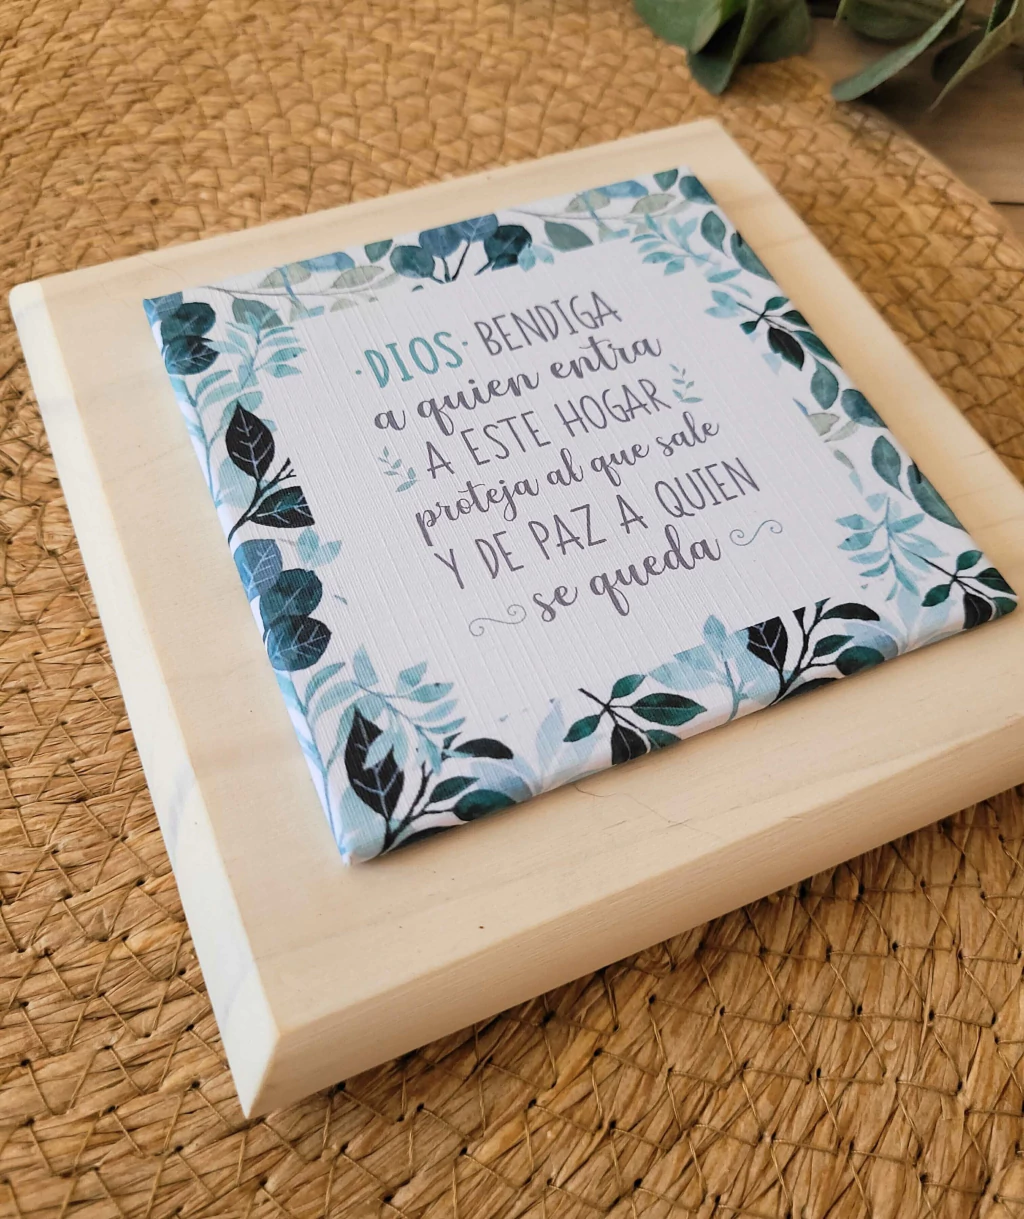 ·DIOS· BENDIGA
a quien entra
A ESTE HOGAR
proteja al que sale
Y DE PAZ A QUIEN
se queda